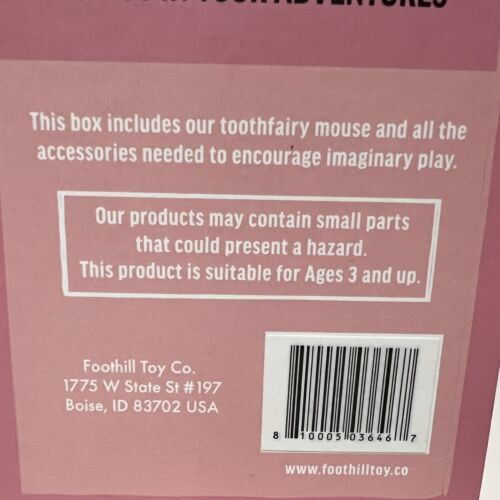 YOUR ADVENTURES
This box includes our toothfairy mouse and all the
accessories needed to encourage imaginary play.
Our products may contain small parts
that could present a hazard.
This product is suitable for Ages 3 and up.
Foothill Toy Co.
1775 W State St #197
Boise, ID 83702 USA
8 10005 03646 7
www.foothilltoy.co